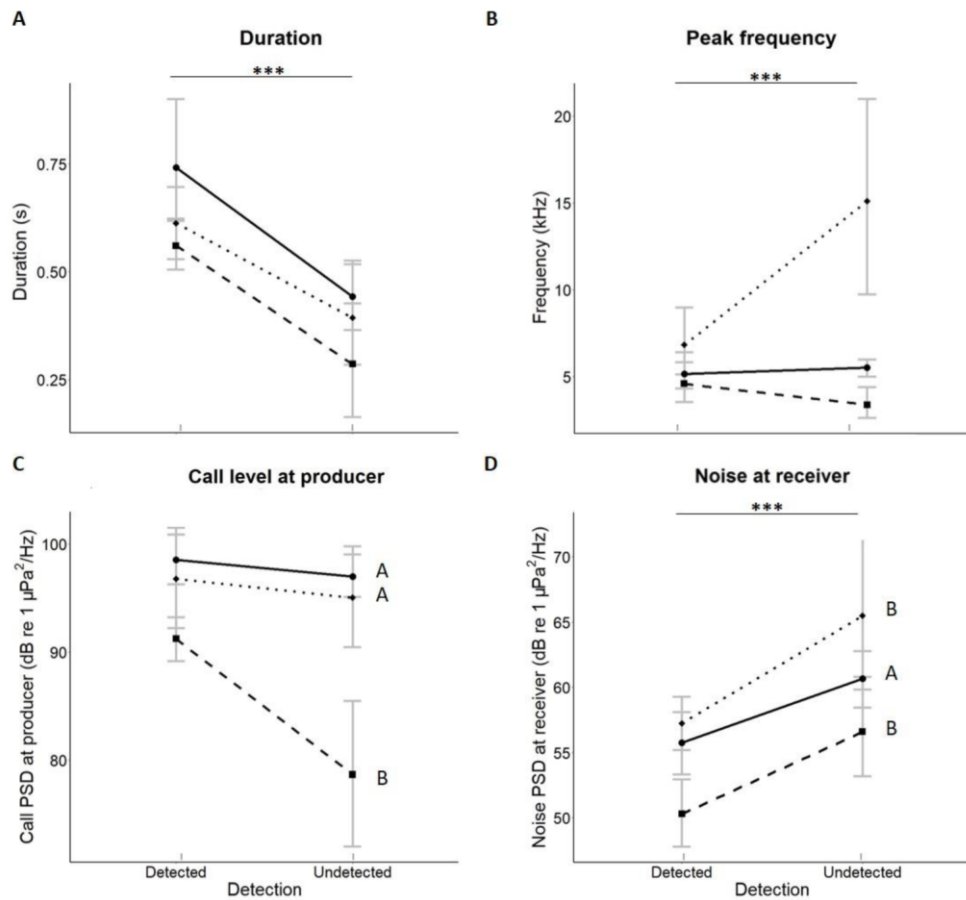 A
Duration
***
Duration (s)
0.75
0.50
0.25
B
Peak frequency
***
Frequency (kHz)
20
15
10
5
C
Call level at producer
Call PSD at producer (dB re 1 µPa²/Hz)
100
90
80
A
A
B
Detected Undetected
Detection
D
Noise at receiver
***
Noise PSD at receiver (dB re 1 µPa²/Hz)
70
65
60
55
50
B
A
B
Detected Undetected
Detection